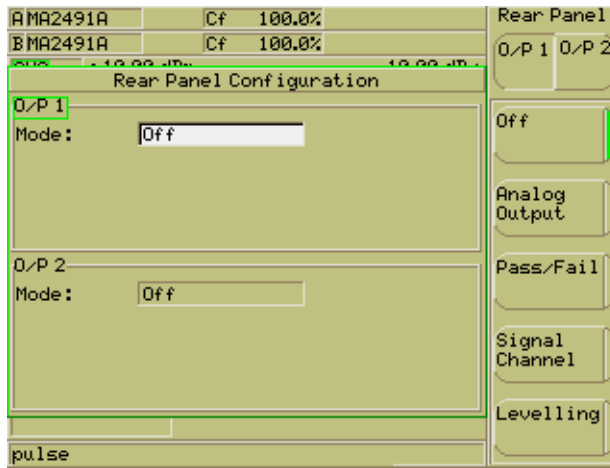 A MA2491A Cf 100.0%
B MA2491A Cf 100.0%
Rear Panel Configuration
O/P 1
Mode: Off
O/P 2
Mode: Off
pulse
Rear Panel
O/P 1 O/P 2
Off
Analog
Output
Pass/Fail
Signal
Channel
Levelling